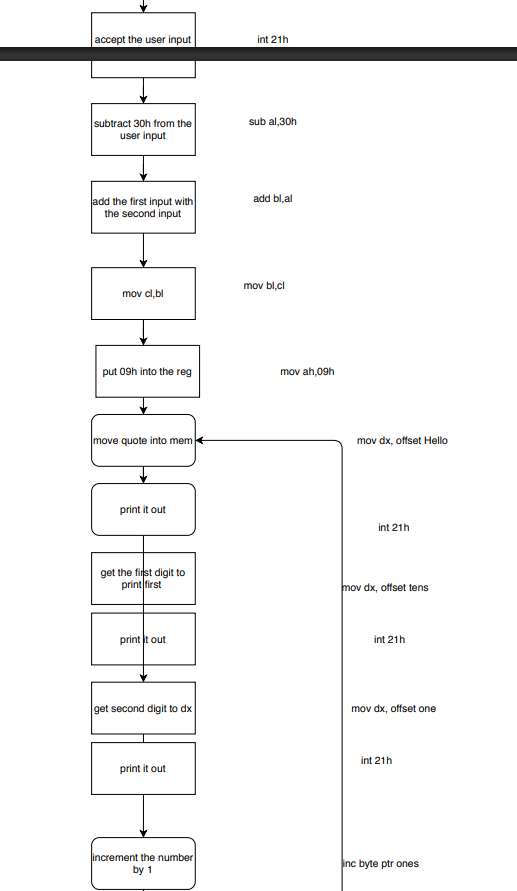 accept the user input
int 21h
subtract 30h from the
user input
sub al,30h
add the first input with
the second input
add bl,al
mov cl,bl
mov bl,cl
put 09h into the reg
mov ah,09h
move quote into mem
mov dx, offset Hello
print it out
int 21h
get the first digit to
print first
mov dx, offset tens
print it out
int 21h
get second digit to dx
mov dx, offset one
print it out
int 21h
increment the number
by 1
inc byte ptr ones